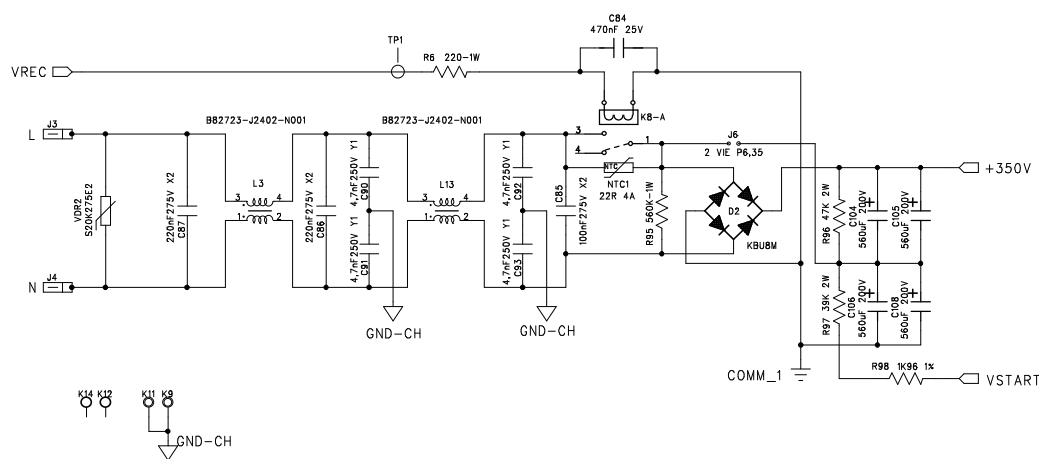 C84
470nF 25V
TP1
R6 220-1W
VREC
K8-A
B82723-J2402-N001
B82723-J2402-N001
J3
L
3
1
J6
4
2 VIE P6,35
NTC
NTC1
22R 4A
+350V
VDR2
S20K275E2
220nF275V X2
C87
L3
3
4
1
2
220nF275V X2
C86
4,7nF250V Y1
C90
4,7nF250V Y1
C91
L13
3
4
1
2
4,7nF250V Y1
C92
4,7nF250V Y1
C93
C85
100nF275V X2
R95 560K-1W
D2
KBU8M
R96 47K 2W
C104
560uF 200V
C105
560uF 200V
R97 39K 2W
C106
560uF 200V
C108
560uF 200V
J4
N
GND-CH
GND-CH
COMM_1
R98 1K96 1%
VSTART
K14
K12
K11
K9
GND-CH